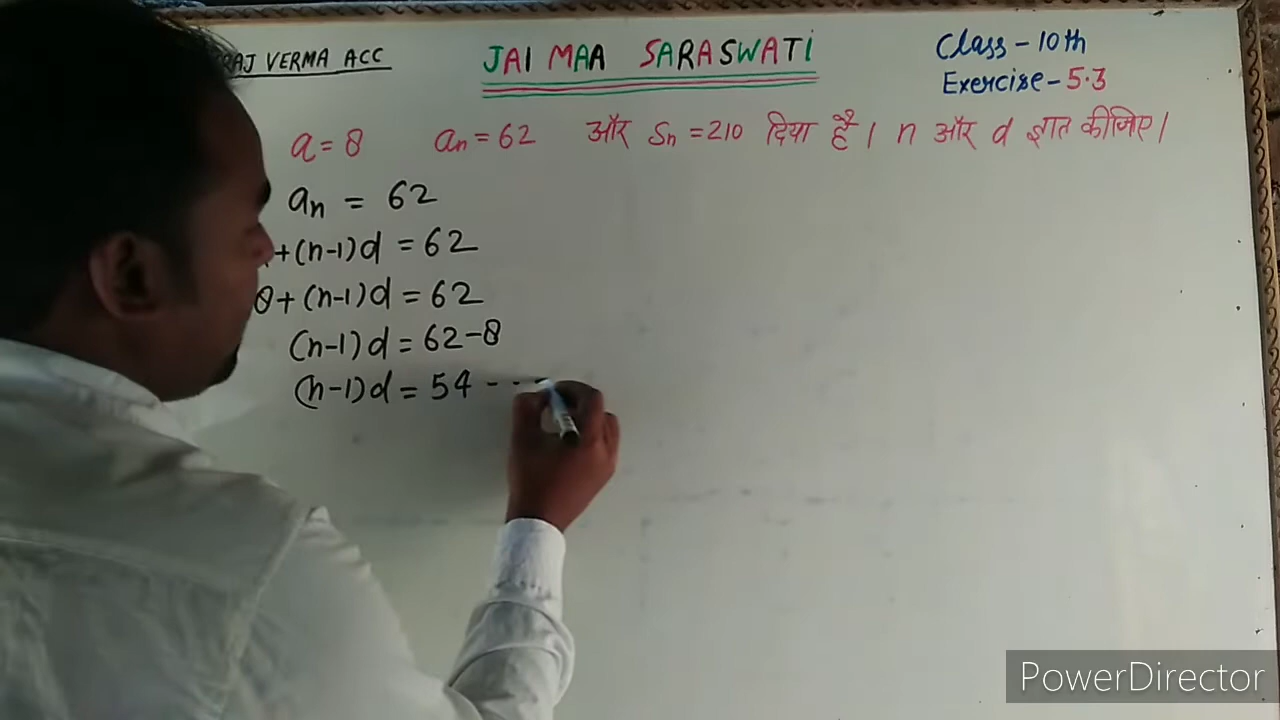 VERMA ACC
JAI MAA SARASWATI
Class - 10th
Exercise - 5.3
a = 8 an = 62 और Sn = 210 दिया है। n और d ज्ञात कीजिए।
an = 62
+(n-1)d = 62
8+(n-1)d = 62
(n-1)d = 62-8
(n-1)d = 54 - - -
PowerDirector